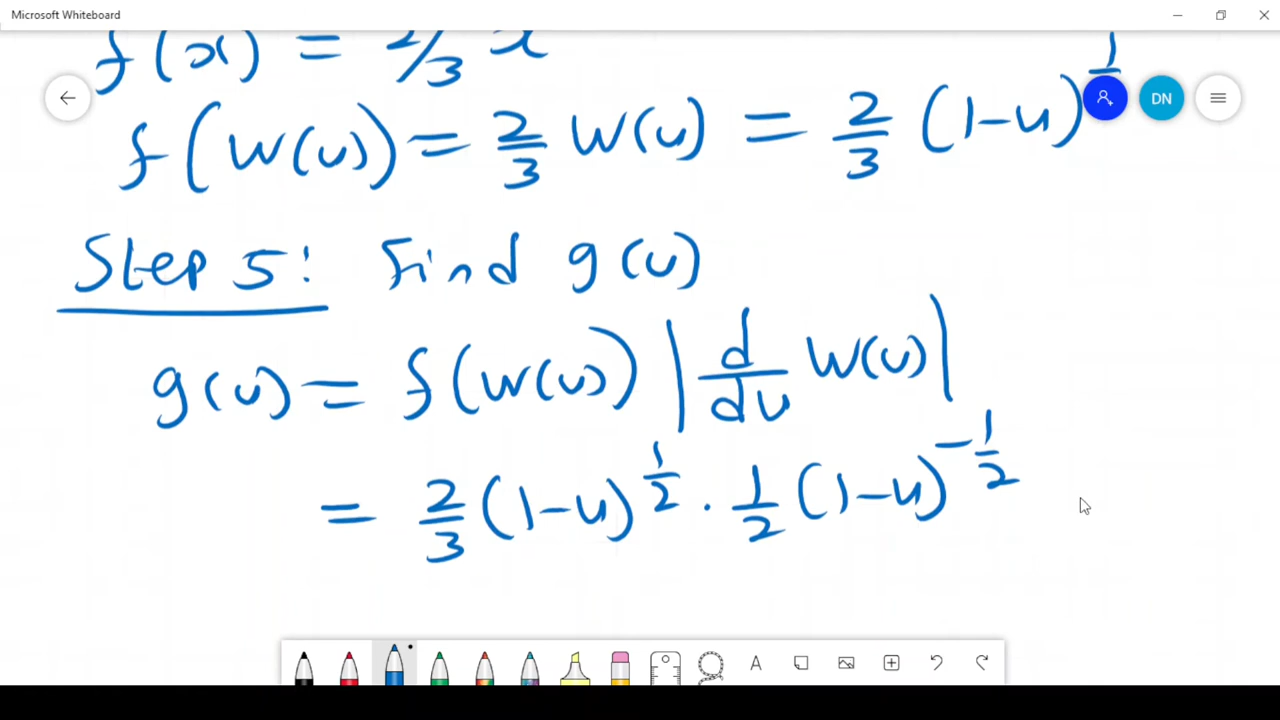 Microsoft Whiteboard
f(x) = 2/3 x
DN
f(W(u)) = 2/3 W(u) = 2/3 (1-u)^1
Step 5: Find g(u)
g(u) = f(W(u)) |d/du W(u)|
= 2/3 (1-u)^1/2 . 1/2 (1-u)^-1/2
A